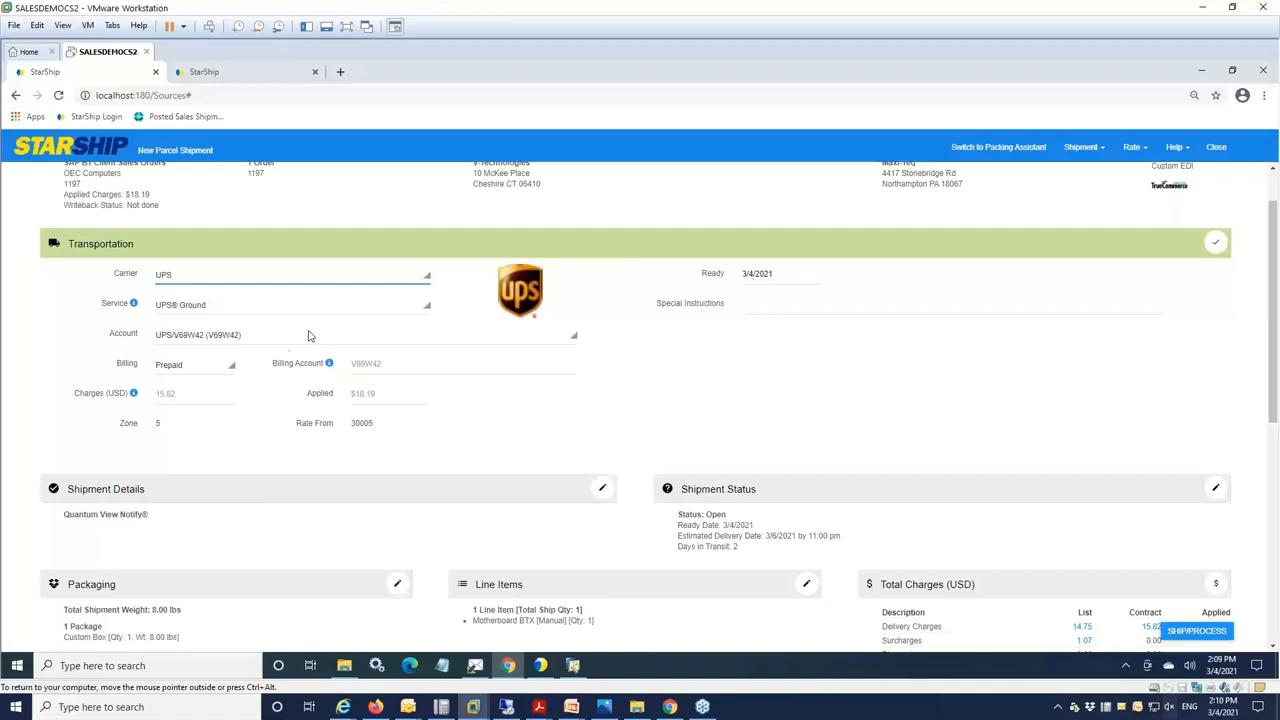 SALESDEMOCS2 - VMware Workstation
File Edit View VM Tabs Help
Home SALESDEMOCS2
StarShip StarShip
localhost:180/Sources#
Apps StarShip Login Posted Sales Shipm...
STARSHIP New Parcel Shipment Switch to Packing Assistant Shipment Rate Help Close
SAP B1 Client Sales Orders 1 Order V-Technologies Maxi-Teq Custom EDI
OEC Computers 1197 10 McKee Place 4417 Stonebridge Rd
1197 Cheshire CT 06410 Northampton PA 18067 TrueCommerce
Applied Charges: $18.19
Writeback Status: Not done
Transportation
Carrier UPS ups Ready 3/4/2021
Service UPS® Ground Special Instructions
Account UPS/V69W42 (V69W42)
Billing Prepaid Billing Account V69W42
Charges (USD) 15.82 Applied $18.19
Zone 5 Rate From 30005
Shipment Details Shipment Status
Quantum View Notify® Status: Open
Ready Date: 3/4/2021
Estimated Delivery Date: 3/6/2021 by 11:00 pm
Days in Transit: 2
Packaging Line Items $ Total Charges (USD) $
Total Shipment Weight: 8.00 lbs 1 Line Item [Total Ship Qty: 1] Description List Contract Applied
1 Package Motherboard BTX [Manual] [Qty: 1] Delivery Charges 14.75 15.82
Custom Box [Qty: 1, Wt: 8.00 lbs] Surcharges 1.07 0.00
SHIP/PROCESS
Type here to search 2:09 PM
3/4/2021
To return to your computer, move the mouse pointer outside or press Ctrl+Alt.
Type here to search 2:10 PM
3/4/2021